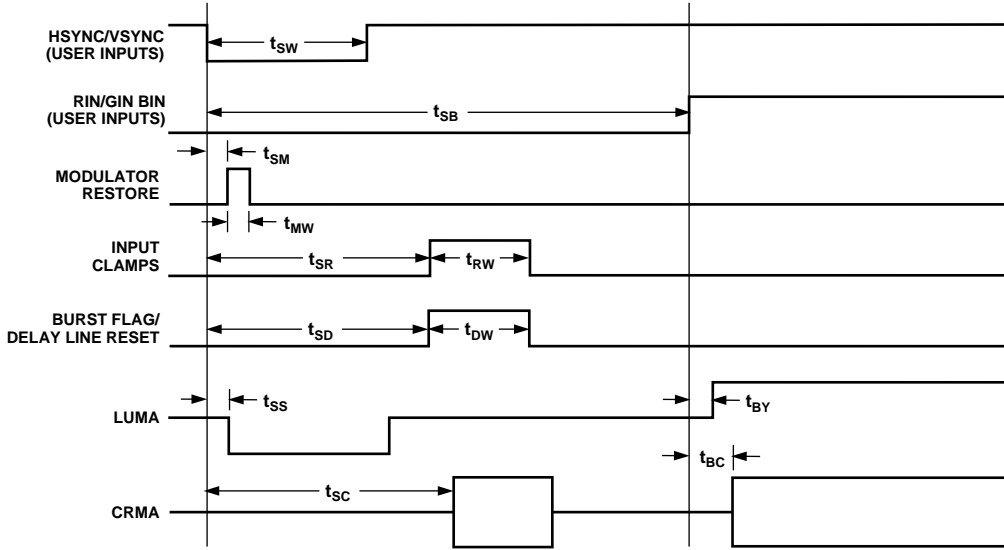 HSYNC/VSYNC
(USER INPUTS)
tSW
RIN/GIN BIN
(USER INPUTS)
tSB
tSM
MODULATOR
RESTORE
tMW
INPUT
CLAMPS
tSR
tRW
BURST FLAG/
DELAY LINE RESET
tSD
tDW
tSS
LUMA
tBY
tBC
tSC
CRMA